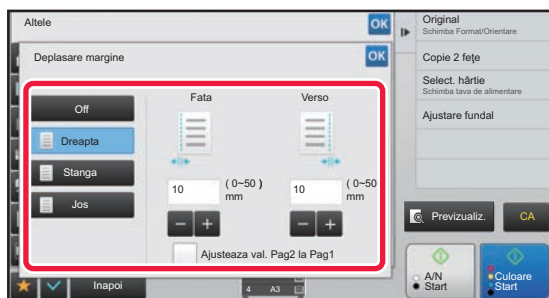 Altele
OK
Deplasare margine
OK
Off
Dreapta
Stanga
Jos
Fata
Verso
10
( 0~50 )
mm
10
( 0~50
mm
Ajusteaza val. Pag2 la Pag1
Inapoi
4 A3
Original
Schimba Format/Orientare
Copie 2 feţe
Select. hârtie
Schimba tava de alimentare
Ajustare fundal
Previzualiz.
CA
A/N
Start
Culoare
Start